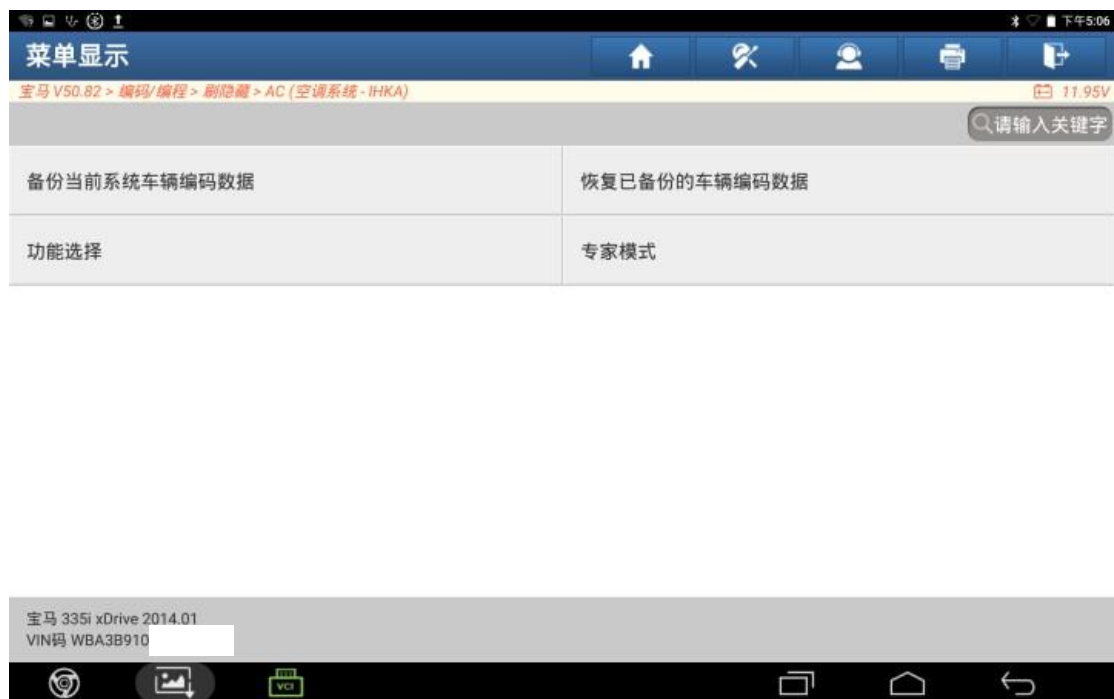 下午5:06
菜单显示
宝马 V50.82 > 编码/编程 > 刷隐藏 > AC (空调系统 - IHKA)
11.95V
请输入关键字
备份当前系统车辆编码数据
恢复已备份的车辆编码数据
功能选择
专家模式
宝马 335i xDrive 2014.01
VIN码 WBA3B910
VCI